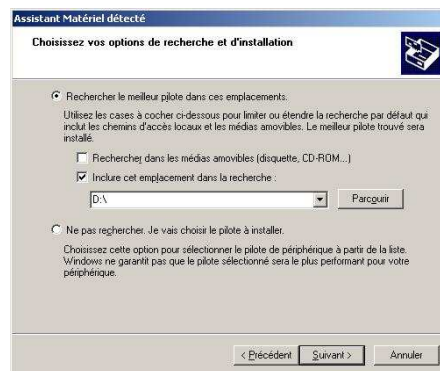 Assistant Matériel détecté
Choisissez vos options de recherche et d'installation
Rechercher le meilleur pilote dans ces emplacements.
Utilisez les cases à cocher ci-dessous pour limiter ou étendre la recherche par défaut qui
inclut les chemins d'accès locaux et les médias amovibles. Le meilleur pilote trouvé sera
installé.
Rechercher dans les médias amovibles (disquette, CD-ROM...)
Inclure cet emplacement dans la recherche :
D:\
Parcourir
Ne pas rechercher. Je vais choisir le pilote à installer.
Choisissez cette option pour sélectionner le pilote de périphérique à partir de la liste.
Windows ne garantit pas que le pilote sélectionné sera le plus performant pour votre
périphérique.
< Précédent Suivant > Annuler